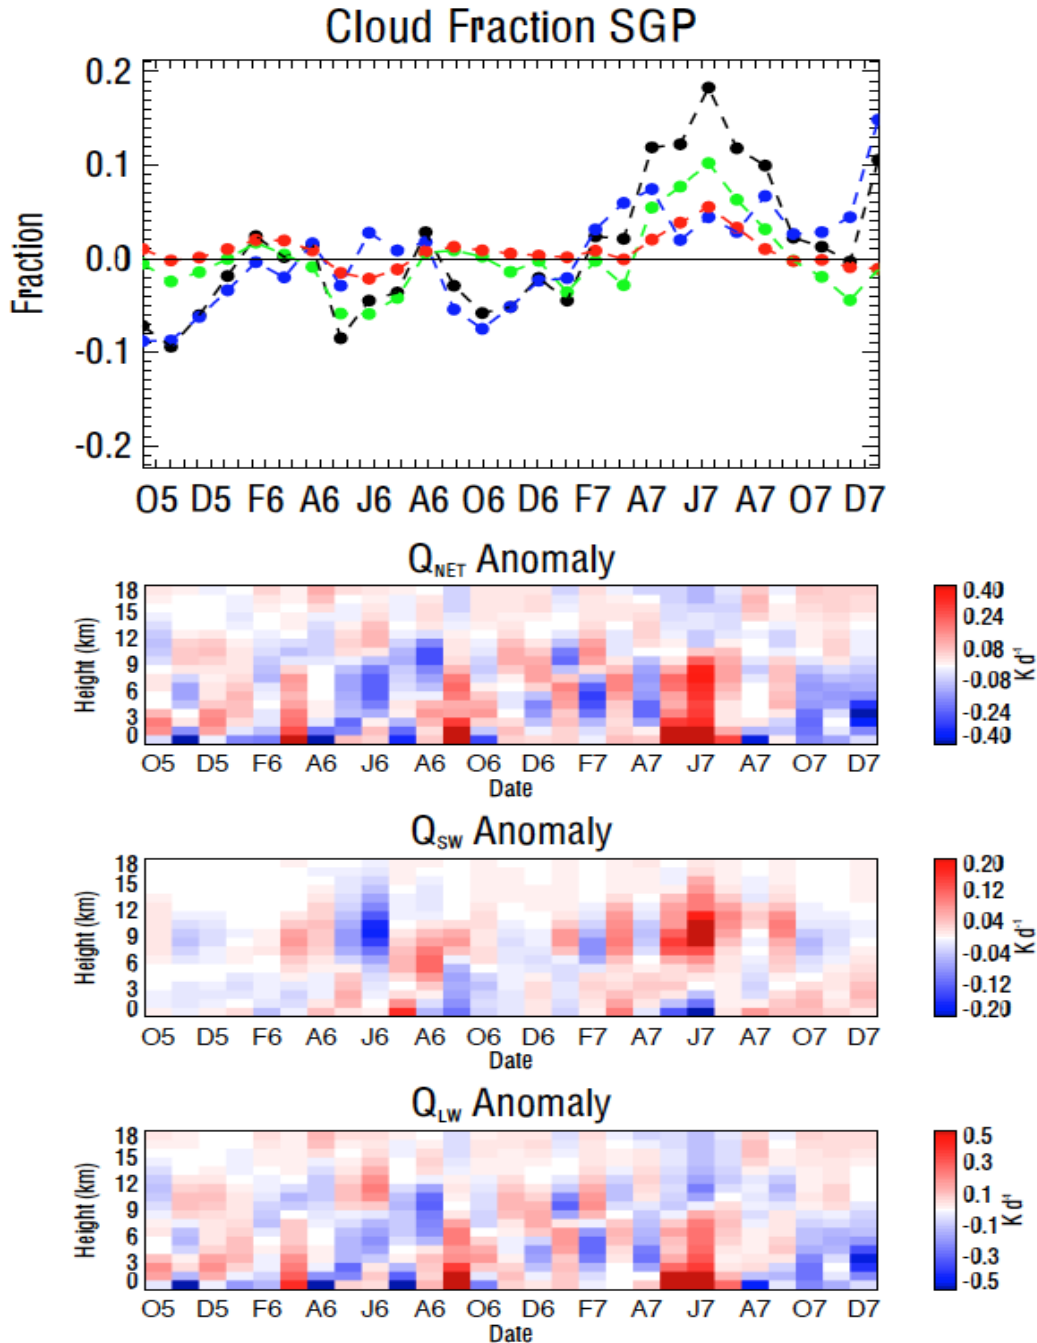 Cloud Fraction SGP
0.2
0.1
0.0
-0.1
-0.2
Fraction
O5 D5 F6 A6 J6 A6 O6 D6 F7 A7 J7 A7 O7 D7
QNET Anomaly
18
15
12
9
6
3
0
Height (km)
O5 D5 F6 A6 J6 A6 O6 D6 F7 A7 J7 A7 O7 D7
Date
0.40
0.24
0.08
-0.08
-0.24
-0.40
K d-1
QSW Anomaly
18
15
12
9
6
3
0
Height (km)
O5 D5 F6 A6 J6 A6 O6 D6 F7 A7 J7 A7 O7 D7
Date
0.20
0.12
0.04
-0.04
-0.12
-0.20
K d-1
QLW Anomaly
18
15
12
9
6
3
0
Height (km)
O5 D5 F6 A6 J6 A6 O6 D6 F7 A7 J7 A7 O7 D7
Date
0.5
0.3
0.1
-0.1
-0.3
-0.5
K d-1